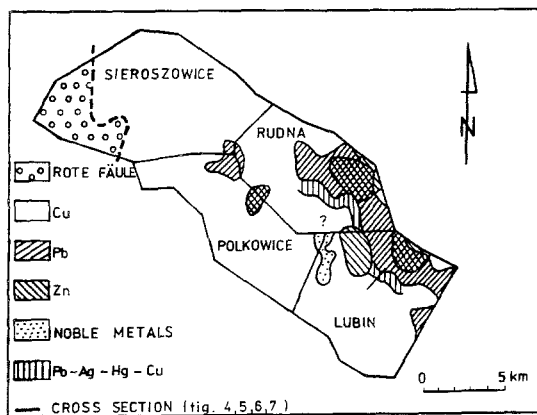 SIEROSZOWICE
RUDNA
N
ROTE FÄULE
Cu
?
POLKOWICE
Pb
Zn
LUBIN
NOBLE METALS
Pb-Ag-Hg-Cu
0 5 km
CROSS SECTION (fig. 4,5,6,7)